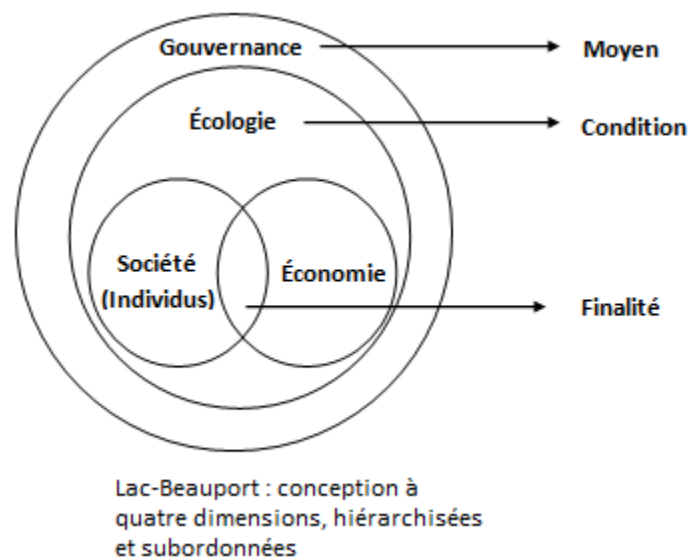 Gouvernance
Moyen
Écologie
Condition
Société
(Individus)
Économie
Finalité
Lac-Beauport : conception à
quatre dimensions, hiérarchisées
et subordonnées